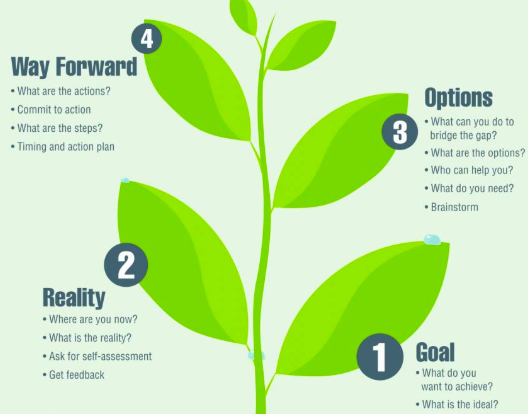 4
Way Forward
• What are the actions?
• Commit to action
• What are the steps?
• Timing and action plan
3
Options
• What can you do to
bridge the gap?
• What are the options?
• Who can help you?
• What do you need?
• Brainstorm
2
Reality
• Where are you now?
• What is the reality?
• Ask for self-assessment
• Get feedback
1
Goal
• What do you
want to achieve?
• What is the ideal?